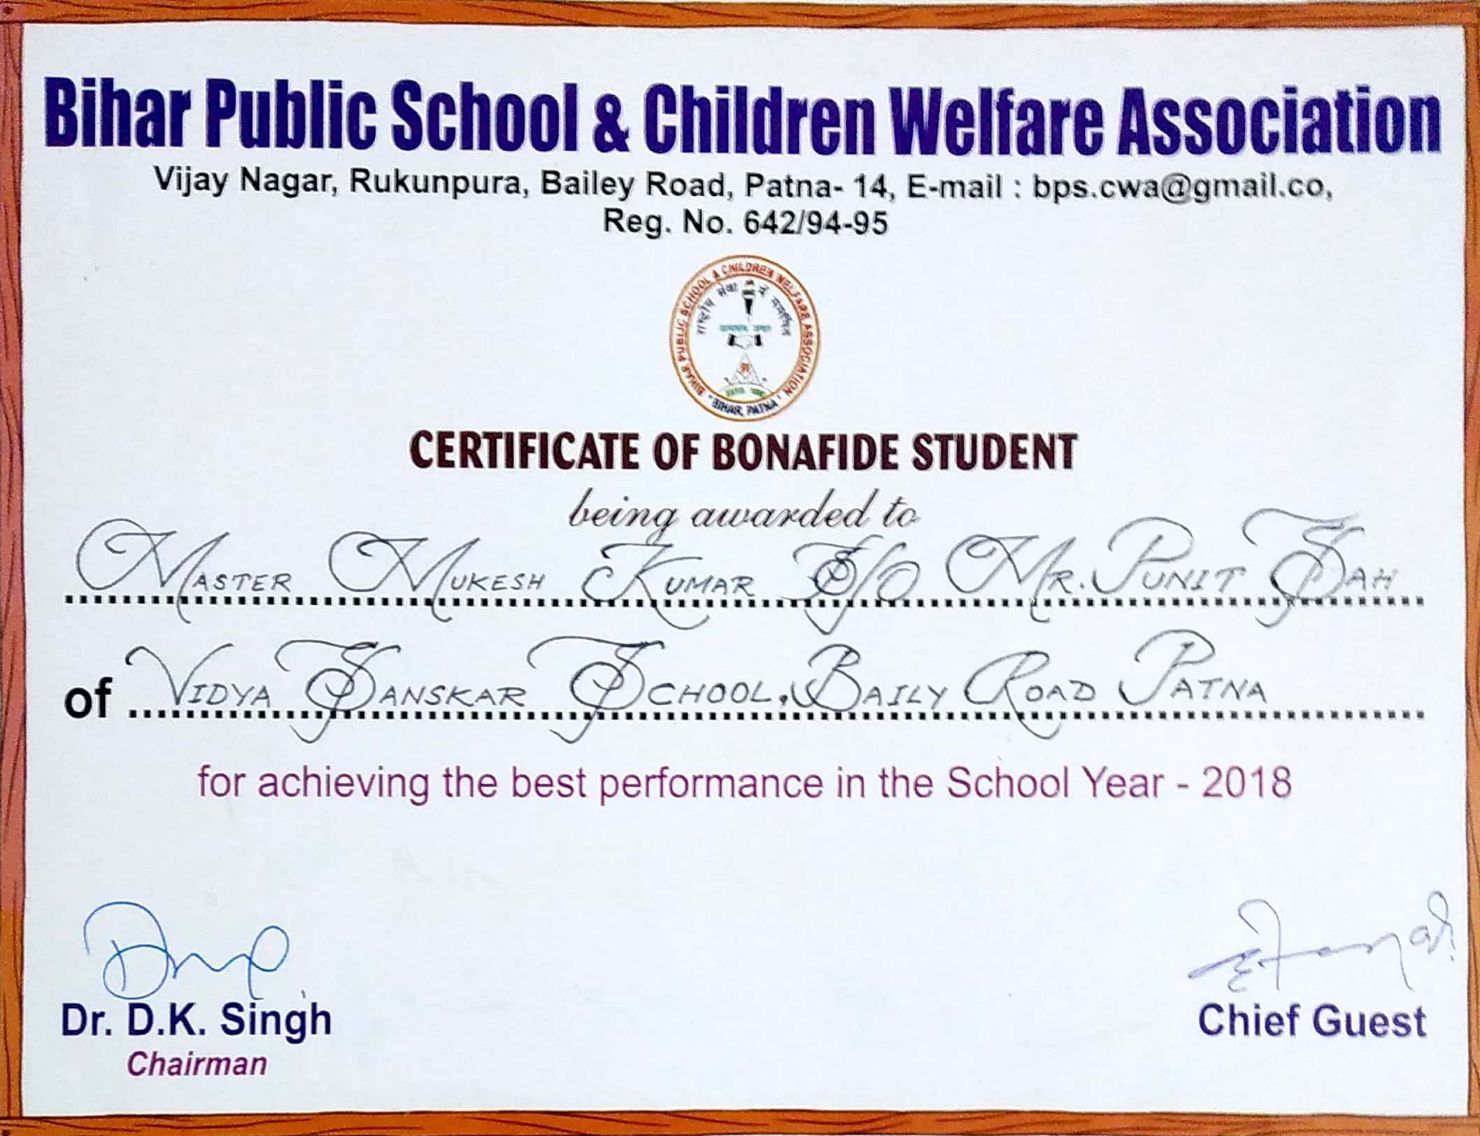 Bihar Public School & Children Welfare Association
Vijay Nagar, Rukunpura, Bailey Road, Patna- 14, E-mail : bps.cwa@gmail.co,
Reg. No. 642/94-95
BIHAR PUBLIC SCHOOL & CHILDREN WELFARE ASSOCIATION
राष्ट्रीय सेवा में समर्पित
BIHAR, PATNA
CERTIFICATE OF BONAFIDE STUDENT
being awarded to
MASTER MUKESH KUMAR S/O MR. PUNIT SAH
of VIDYA SANSKAR SCHOOL, BAILY ROAD PATNA
for achieving the best performance in the School Year - 2018
Dr. D.K. Singh
Chairman
Chief Guest